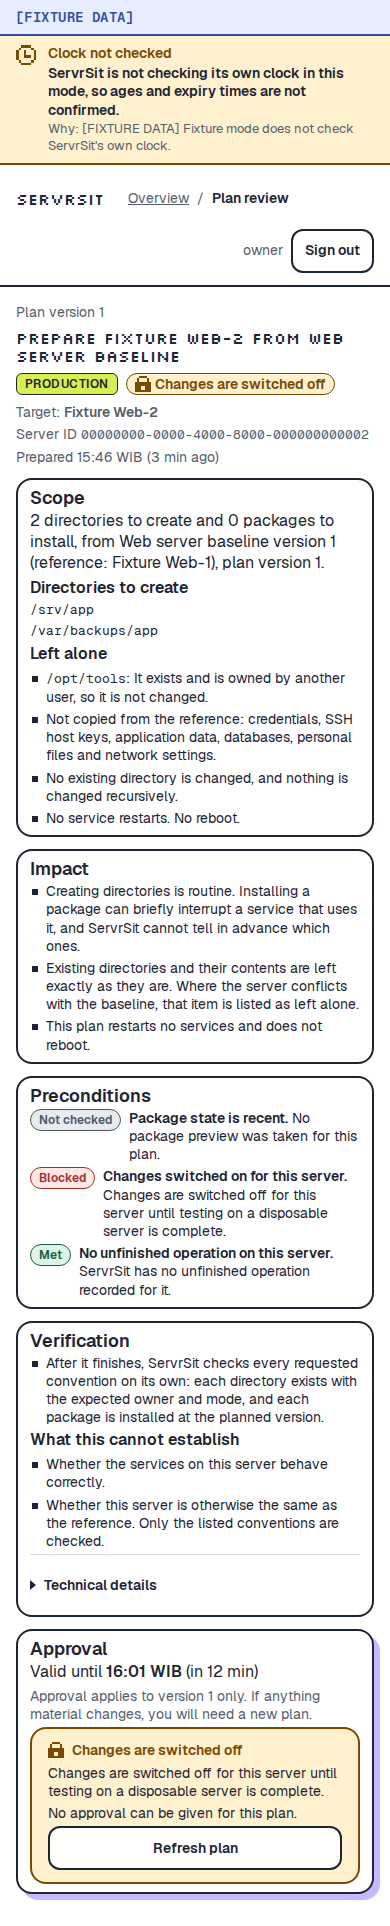 [FIXTURE DATA]
Clock not checked
ServrSit is not checking its own clock in this
mode, so ages and expiry times are not
confirmed.
Why: [FIXTURE DATA] Fixture mode does not check
ServrSit's own clock.
SERVRSIT
Overview / Plan review
owner
Sign out
Plan version 1
PREPARE FIXTURE WEB-2 FROM WEB
SERVER BASELINE
PRODUCTION
Changes are switched off
Target: Fixture Web-2
Server ID 00000000-0000-4000-8000-000000000002
Prepared 15:46 WIB (3 min ago)
Scope
2 directories to create and 0 packages to
install, from Web server baseline version 1
(reference: Fixture Web-1), plan version 1.
Directories to create
/srv/app
/var/backups/app
Left alone
/opt/tools: It exists and is owned by another
user, so it is not changed.
Not copied from the reference: credentials, SSH
host keys, application data, databases, personal
files and network settings.
No existing directory is changed, and nothing is
changed recursively.
No service restarts. No reboot.
Impact
Creating directories is routine. Installing a
package can briefly interrupt a service that uses
it, and ServrSit cannot tell in advance which
ones.
Existing directories and their contents are left
exactly as they are. Where the server conflicts
with the baseline, that item is listed as left alone.
This plan restarts no services and does not
reboot.
Preconditions
Not checked
Package state is recent. No
package preview was taken for this
plan.
Blocked
Changes switched on for this server.
Changes are switched off for this
server until testing on a disposable
server is complete.
Met
No unfinished operation on this server.
ServrSit has no unfinished operation
recorded for it.
Verification
After it finishes, ServrSit checks every requested
convention on its own: each directory exists with
the expected owner and mode, and each
package is installed at the planned version.
What this cannot establish
Whether the services on this server behave
correctly.
Whether this server is otherwise the same as
the reference. Only the listed conventions are
checked.
Technical details
Approval
Valid until 16:01 WIB (in 12 min)
Approval applies to version 1 only. If anything
material changes, you will need a new plan.
Changes are switched off
Changes are switched off for this server until
testing on a disposable server is complete.
No approval can be given for this plan.
Refresh plan